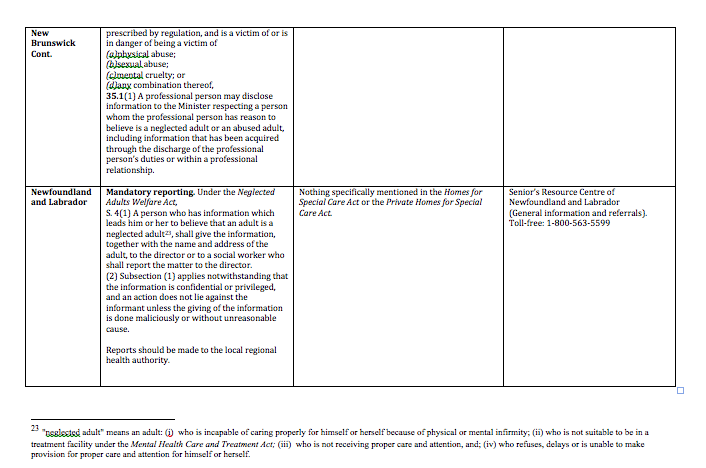 New
Brunswick
Cont.
prescribed by regulation, and is a victim of or is
in danger of being a victim of
(a)physical abuse;
(b)sexual abuse;
(c)mental cruelty; or
(d)any combination thereof,
35.1(1) A professional person may disclose
information to the Minister respecting a person
whom the professional person has reason to
believe is a neglected adult or an abused adult,
including information that has been acquired
through the discharge of the professional
person's duties or within a professional
relationship.
Newfoundland
and Labrador
Mandatory reporting. Under the Neglected
Adults Welfare Act,
S. 4(1) A person who has information which
leads him or her to believe that an adult is a
neglected adult23, shall give the information,
together with the name and address of the
adult, to the director or to a social worker who
shall report the matter to the director.
(2) Subsection (1) applies notwithstanding that
the information is confidential or privileged,
and an action does not lie against the
informant unless the giving of the information
is done maliciously or without unreasonable
cause.
Reports should be made to the local regional
health authority.
Nothing specifically mentioned in the Homes for
Special Care Act or the Private Homes for Special
Care Act.
Senior's Resource Centre of
Newfoundland and Labrador
(General information and referrals).
Toll-free: 1-800-563-5599
23 "neglected adult" means an adult: (i) who is incapable of caring properly for himself or herself because of physical or mental infirmity; (ii) who is not suitable to be in a
treatment facility under the Mental Health Care and Treatment Act; (iii) who is not receiving proper care and attention, and; (iv) who refuses, delays or is unable to make
provision for proper care and attention for himself or herself.